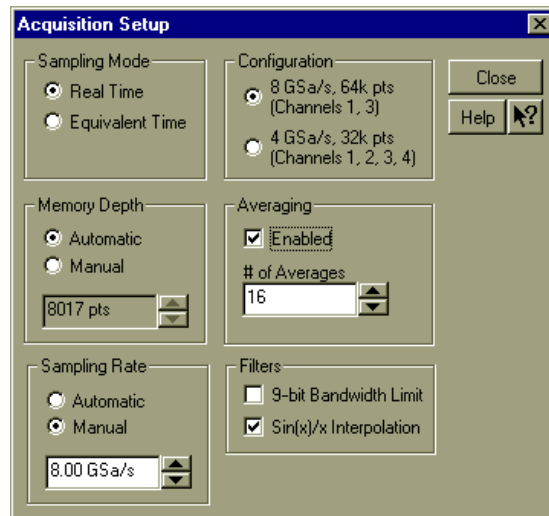 Acquisition Setup
Sampling Mode
Real Time
Equivalent Time
Configuration
8 GSa/s, 64k pts
(Channels 1, 3)
4 GSa/s, 32k pts
(Channels 1, 2, 3, 4)
Close
Help
?
Memory Depth
Automatic
Manual
8017 pts
Averaging
Enabled
# of Averages
16
Sampling Rate
Automatic
Manual
8.00 GSa/s
Filters
9-bit Bandwidth Limit
Sin(x)/x Interpolation